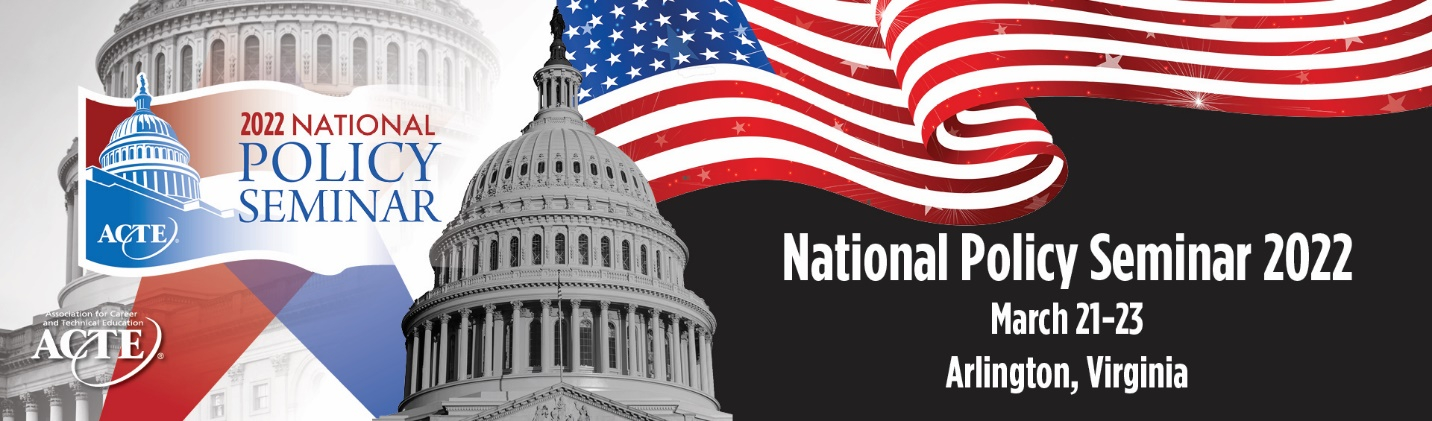 2022 NATIONAL
POLICY
SEMINAR
ACTE®
Association for Career
and Technical Education
ACTE®
National Policy Seminar 2022
March 21–23
Arlington, Virginia